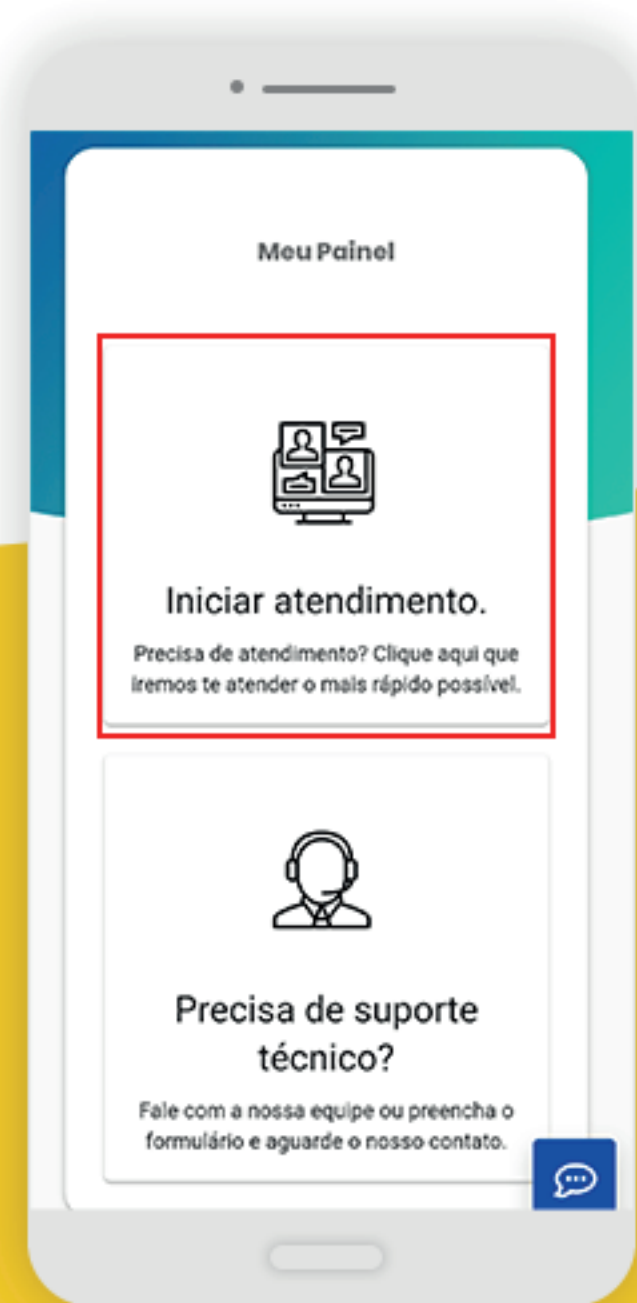 Meu Painel
Iniciar atendimento.
Precisa de atendimento? Clique aqui que
iremos te atender o mais rápido possível.
Precisa de suporte
técnico?
Fale com a nossa equipe ou preencha o
formulário e aguarde o nosso contato.